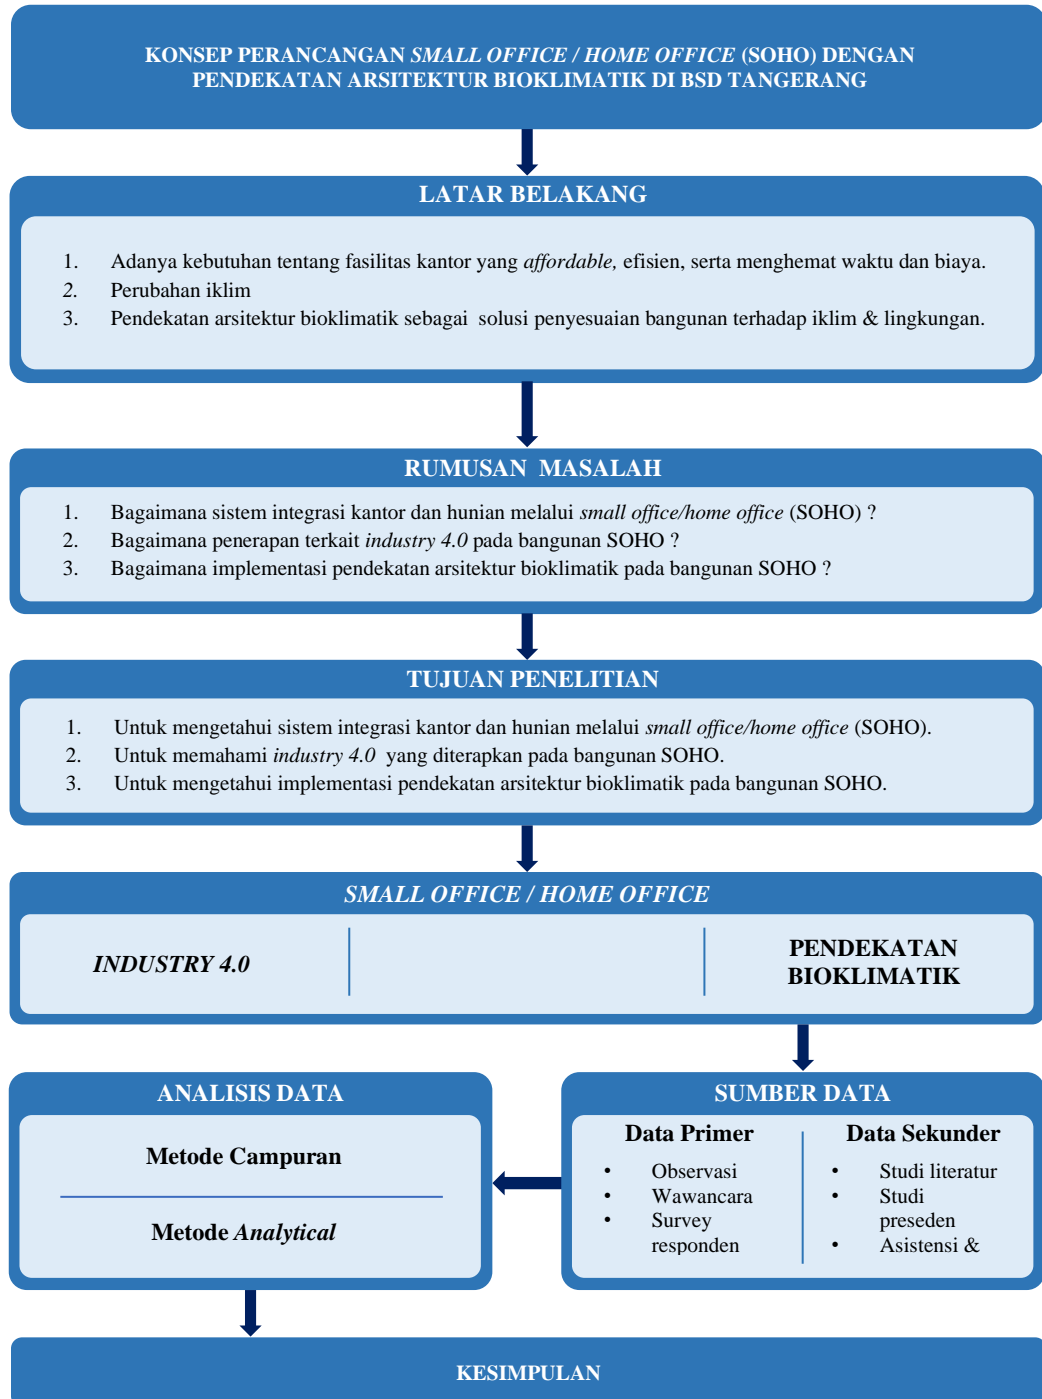 KONSEP PERANCANGAN SMALL OFFICE / HOME OFFICE (SOHO) DENGAN
PENDEKATAN ARSITEKTUR BIOKLIMATIK DI BSD TANGERANG
LATAR BELAKANG
1. Adanya kebutuhan tentang fasilitas kantor yang affordable, efisien, serta menghemat waktu dan biaya.
2. Perubahan iklim
3. Pendekatan arsitektur bioklimatik sebagai solusi penyesuaian bangunan terhadap iklim & lingkungan.
RUMUSAN MASALAH
1. Bagaimana sistem integrasi kantor dan hunian melalui small office/home office (SOHO) ?
2. Bagaimana penerapan terkait industry 4.0 pada bangunan SOHO ?
3. Bagaimana implementasi pendekatan arsitektur bioklimatik pada bangunan SOHO ?
TUJUAN PENELITIAN
1. Untuk mengetahui sistem integrasi kantor dan hunian melalui small office/home office (SOHO).
2. Untuk memahami industry 4.0 yang diterapkan pada bangunan SOHO.
3. Untuk mengetahui implementasi pendekatan arsitektur bioklimatik pada bangunan SOHO.
SMALL OFFICE / HOME OFFICE
INDUSTRY 4.0
PENDEKATAN
BIOKLIMATIK
ANALISIS DATA
Metode Campuran
Metode Analytical
SUMBER DATA
Data Primer
• Observasi
• Wawancara
• Survey
responden
Data Sekunder
• Studi literatur
• Studi
preseden
• Asistensi &
KESIMPULAN